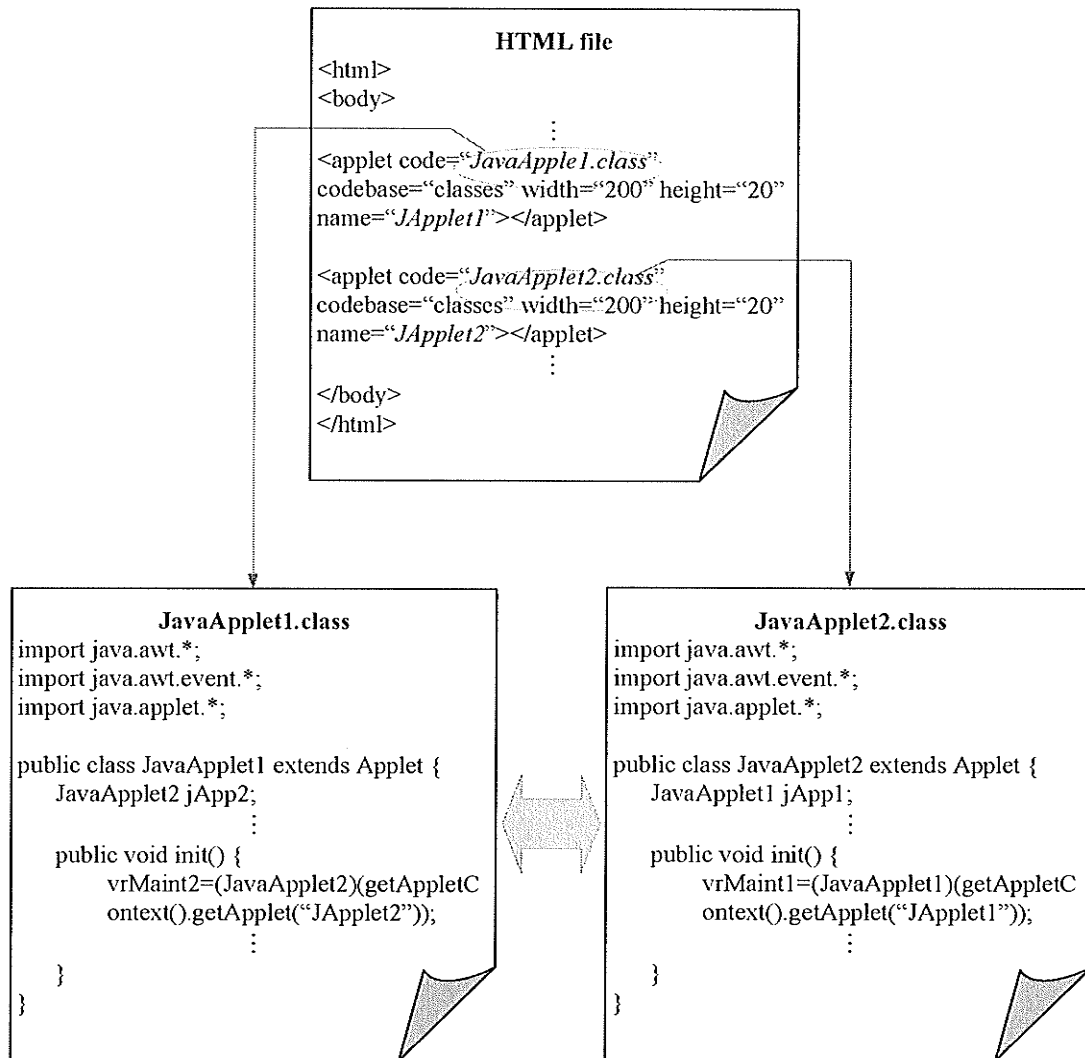 HTML file
<html>
<body>
⋮
<applet code=“JavaApple1.class”
codebase=“classes” width=“200” height=“20”
name=“JApplet1”></applet>
<applet code=“JavaApplet2.class”
codebase=“classes” width=“200” height=“20”
name=“JApplet2”></applet>
⋮
</body>
</html>
JavaApplet1.class
import java.awt.*;
import java.awt.event.*;
import java.applet.*;
public class JavaApplet1 extends Applet {
JavaApplet2 jApp2;
⋮
public void init() {
vrMaint2=(JavaApplet2)(getAppletC
ontext().getApplet(“JApplet2”));
⋮
}
}
JavaApplet2.class
import java.awt.*;
import java.awt.event.*;
import java.applet.*;
public class JavaApplet2 extends Applet {
JavaApplet1 jApp1;
⋮
public void init() {
vrMaint1=(JavaApplet1)(getAppletC
ontext().getApplet(“JApplet1”));
⋮
}
}